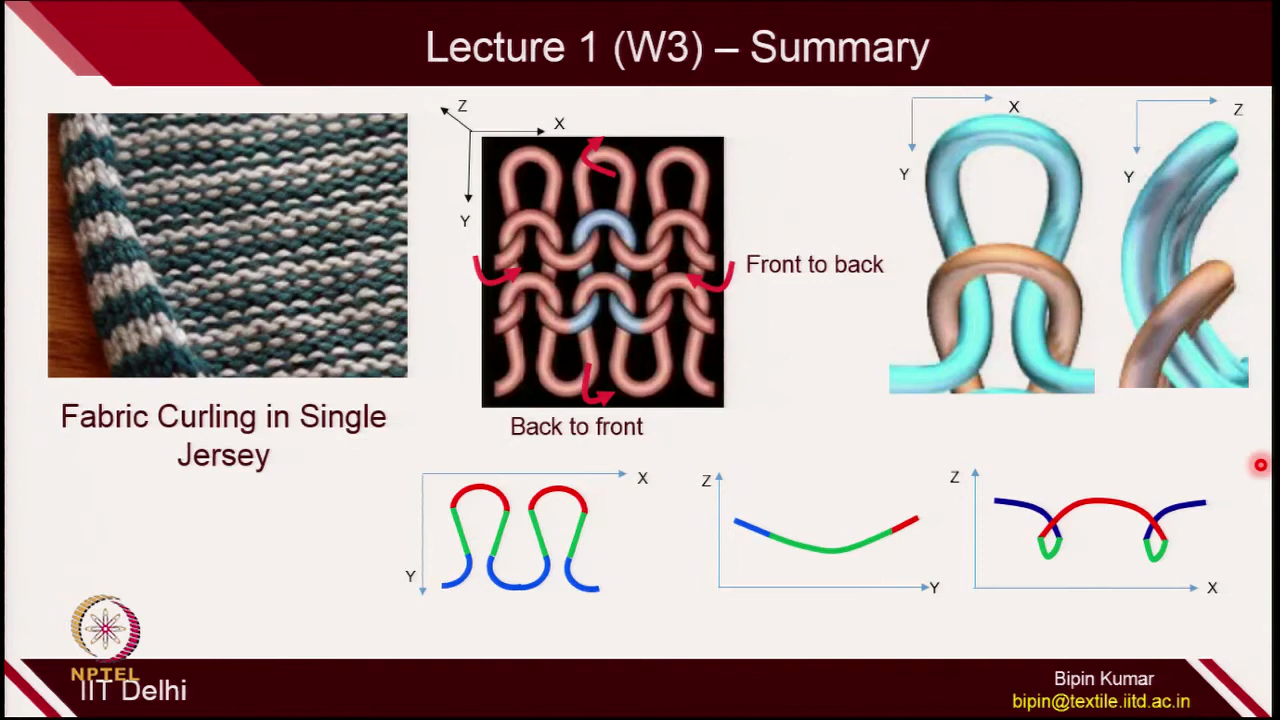 Lecture 1 (W3) – Summary
Z
X
Y
Front to back
Back to front
X
Y
Z
Y
Fabric Curling in Single
Jersey
X
Y
Z
Y
Z
X
NPTEL
IIT Delhi
Bipin Kumar
bipin@textile.iitd.ac.in